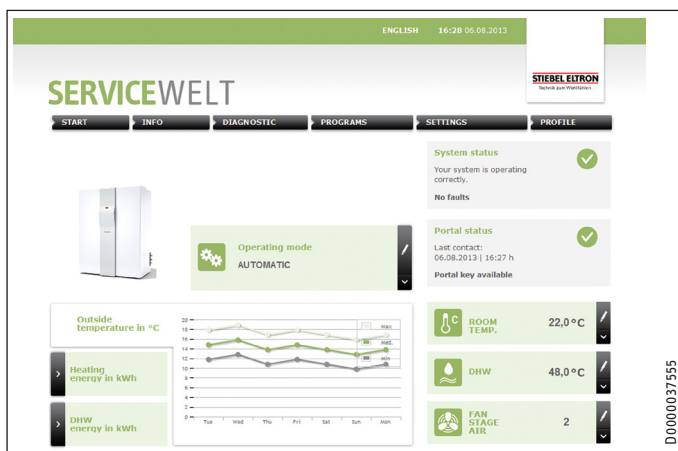 ENGLISH 16:28 06.08.2013
STIEBEL ELTRON
Technik zum Wohlfühlen
SERVICEWELT
START INFO DIAGNOSTIC PROGRAMS SETTINGS PROFILE
System status
Your system is operating
correctly.
No faults
Operating mode
AUTOMATIC
Portal status
Last contact:
06.08.2013 | 16:27 h
Portal key available
Outside
temperature in °C
Heating
energy in kWh
DHW
energy in kWh
20
18
16
14
12
10
8
6
4
2
0
Max
Med.
Min
Tue Wed Thu Fri Sat Sun Mon
°C
ROOM
TEMP.
22,0 °C
DHW
48,0 °C
FAN
STAGE
AIR
2
D0000037555